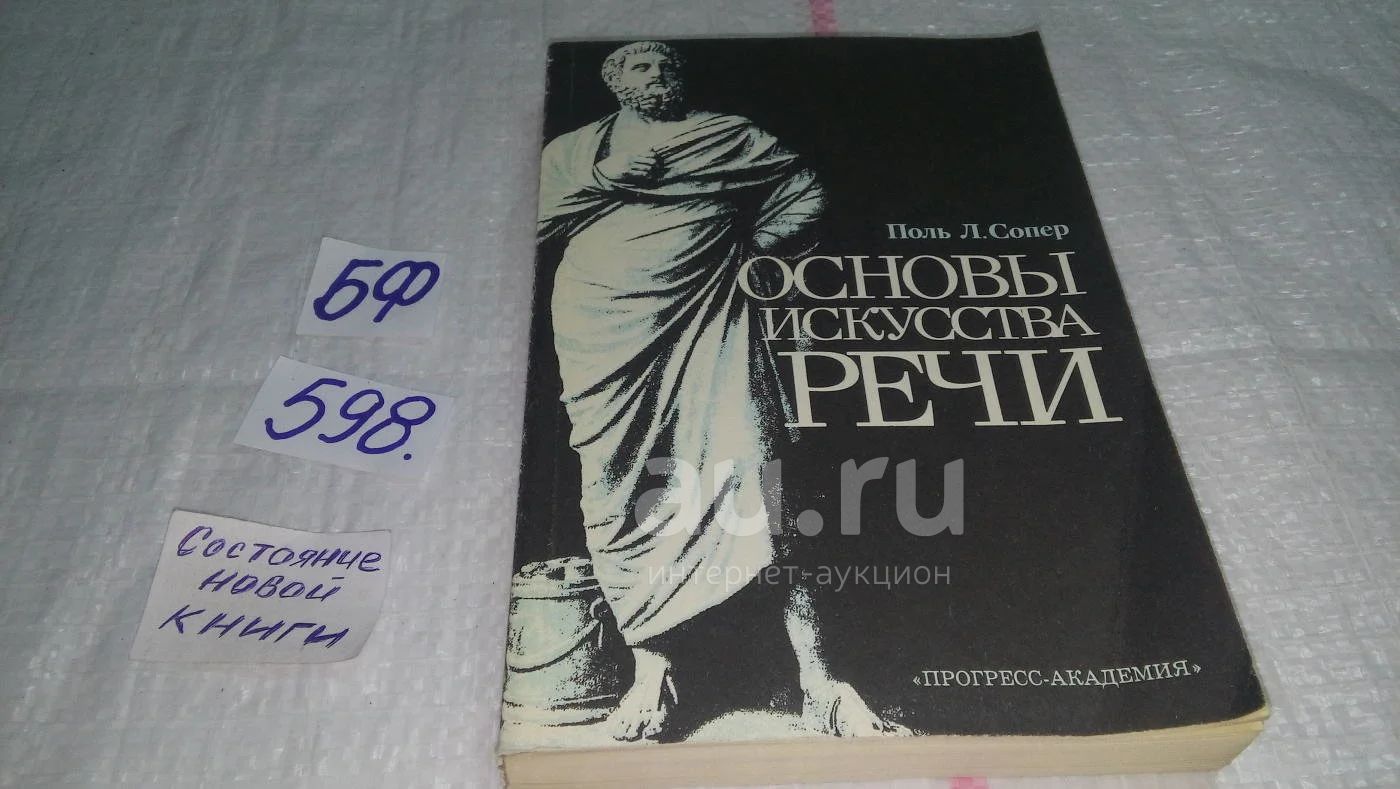 БФ
598.
Состояние
новой
книги
Поль Л. Сопер
ОСНОВЫ
ИСКУССТВА
РЕЧИ
au.ru
интернет-аукцион
«ПРОГРЕСС-АКАДЕМИЯ»